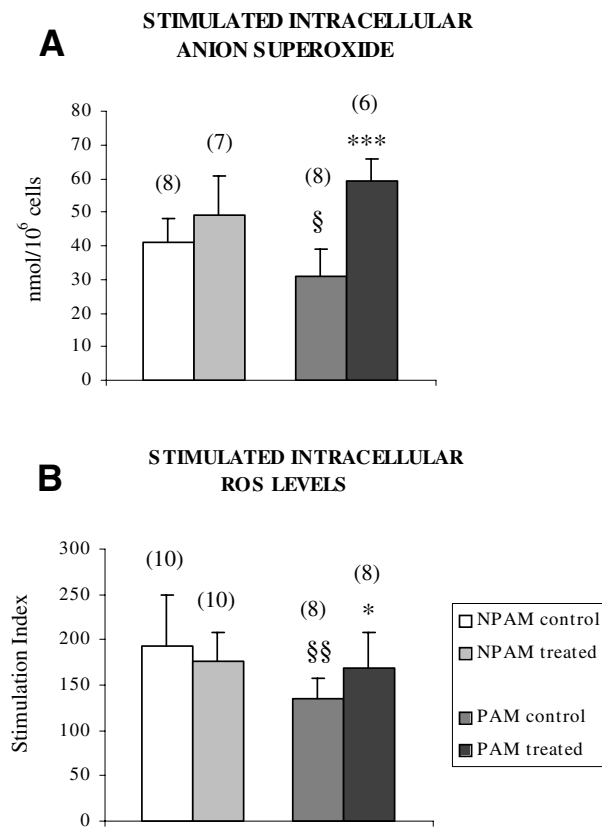 STIMULATED INTRACELLULAR
ANION SUPEROXIDE
A
(6)
80
70
60
50
40
30
20
10
0
(7)
***
(8)
(8)
§
nmol/10⁶ cells
STIMULATED INTRACELLULAR
ROS LEVELS
B
300
250
200
150
100
50
0
(10)
(10)
(8)
(8)
*
§§
Stimulation Index
NPAM control
NPAM treated
PAM control
PAM treated